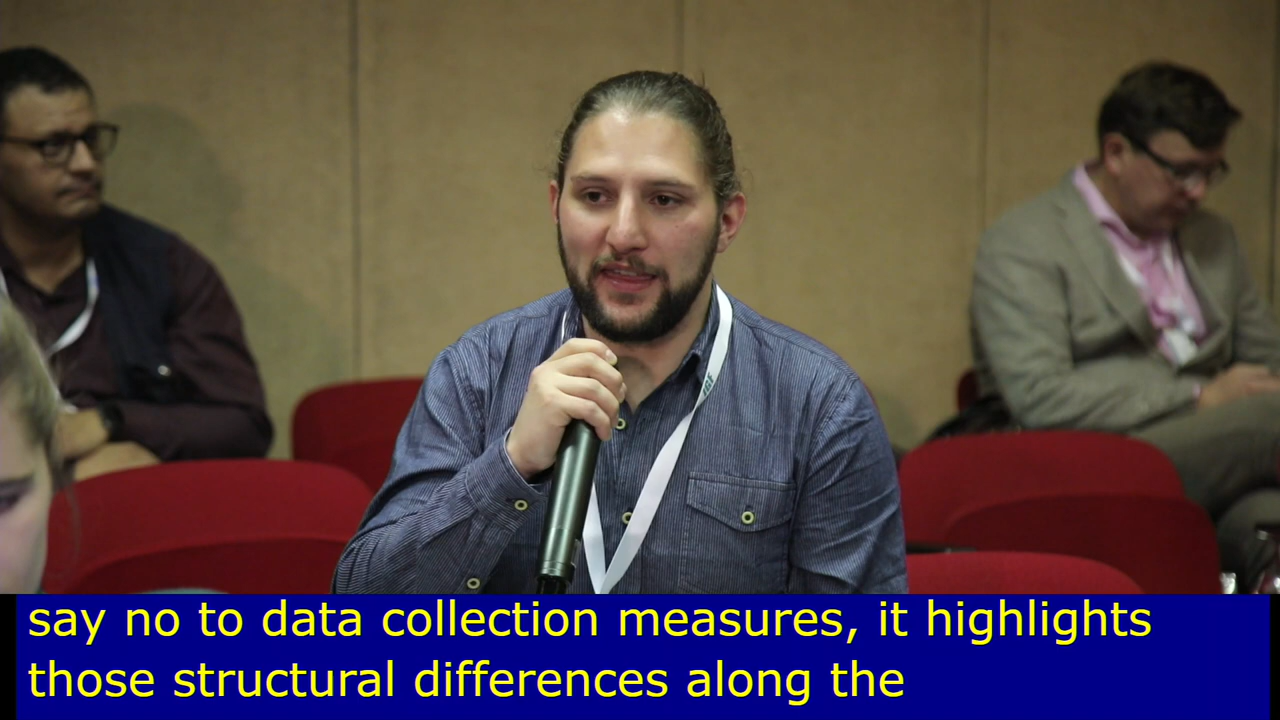 say no to data collection measures, it highlights
those structural differences along the